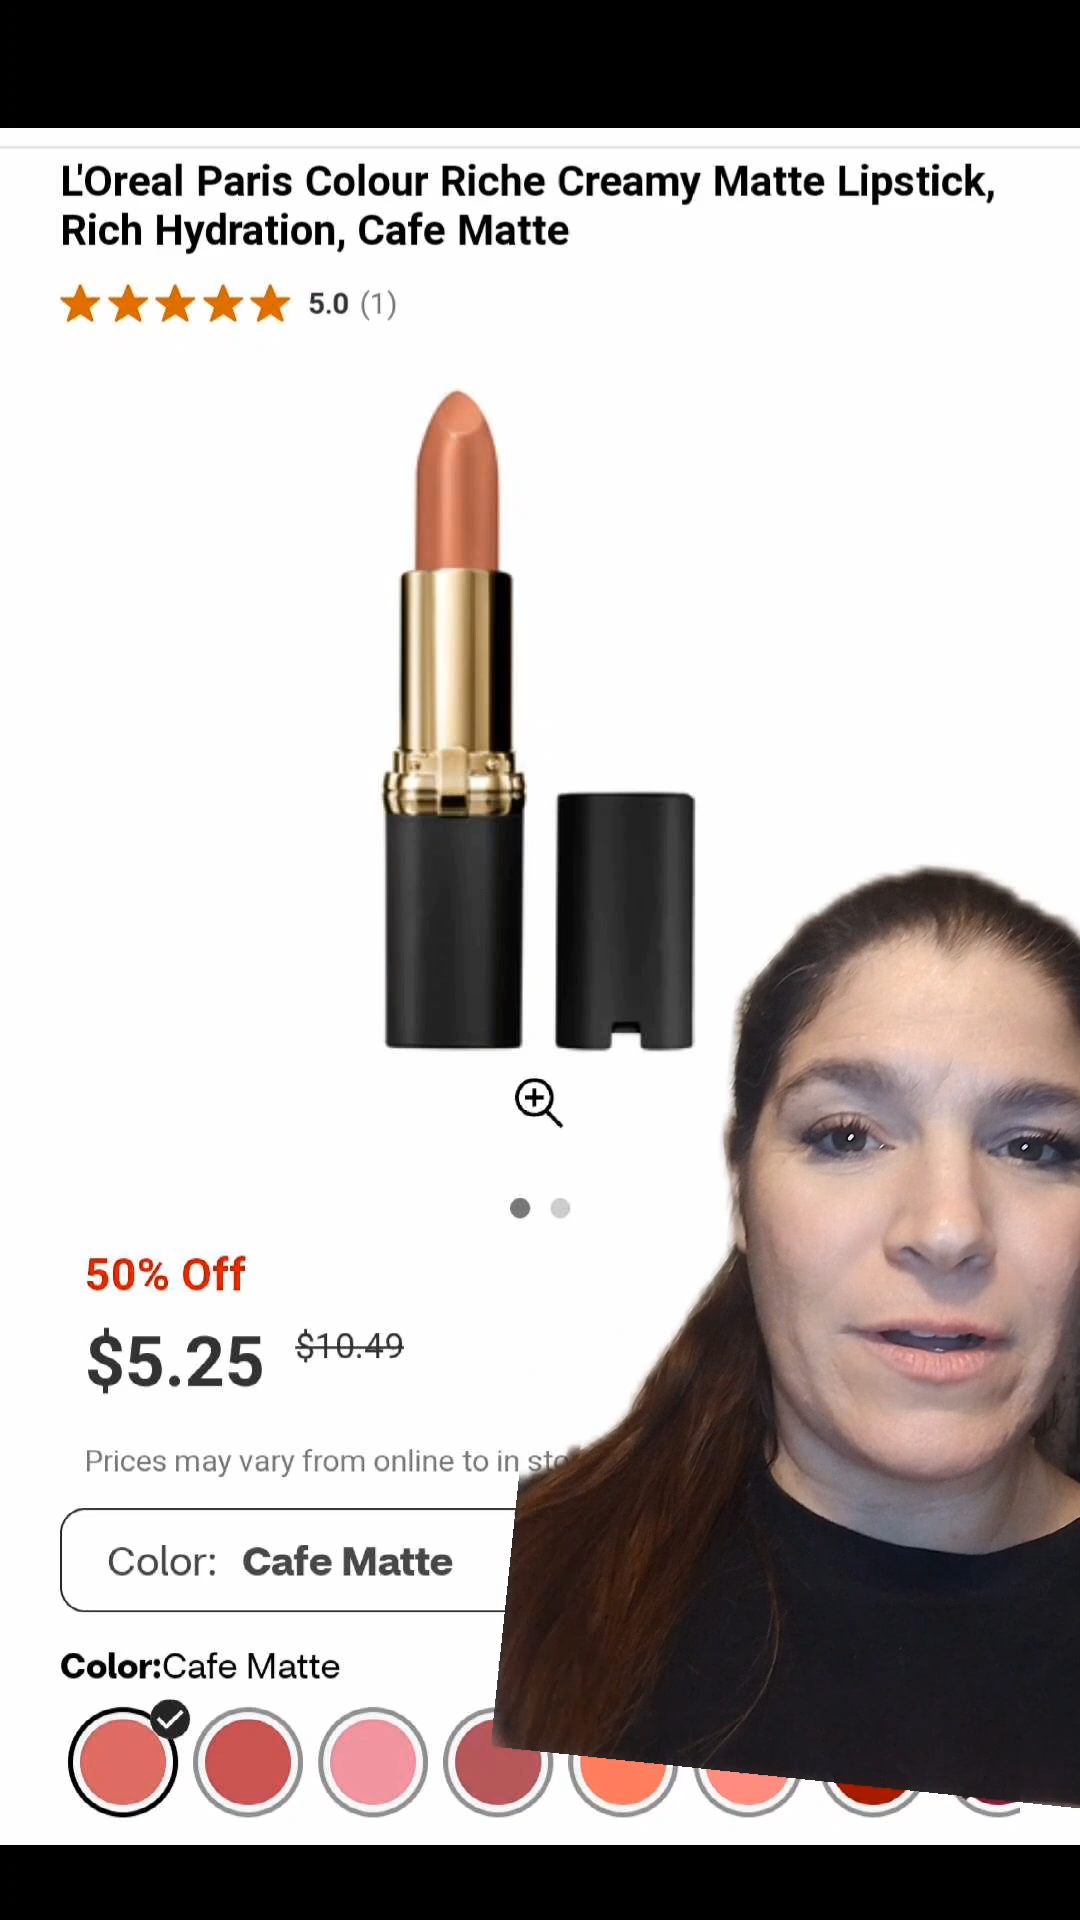 L'Oreal Paris Colour Riche Creamy Matte Lipstick,
Rich Hydration, Cafe Matte
5.0 (1)
50% Off
$5.25 $10.49
Prices may vary from online to in
Color: Cafe Matte
Color:Cafe Matte